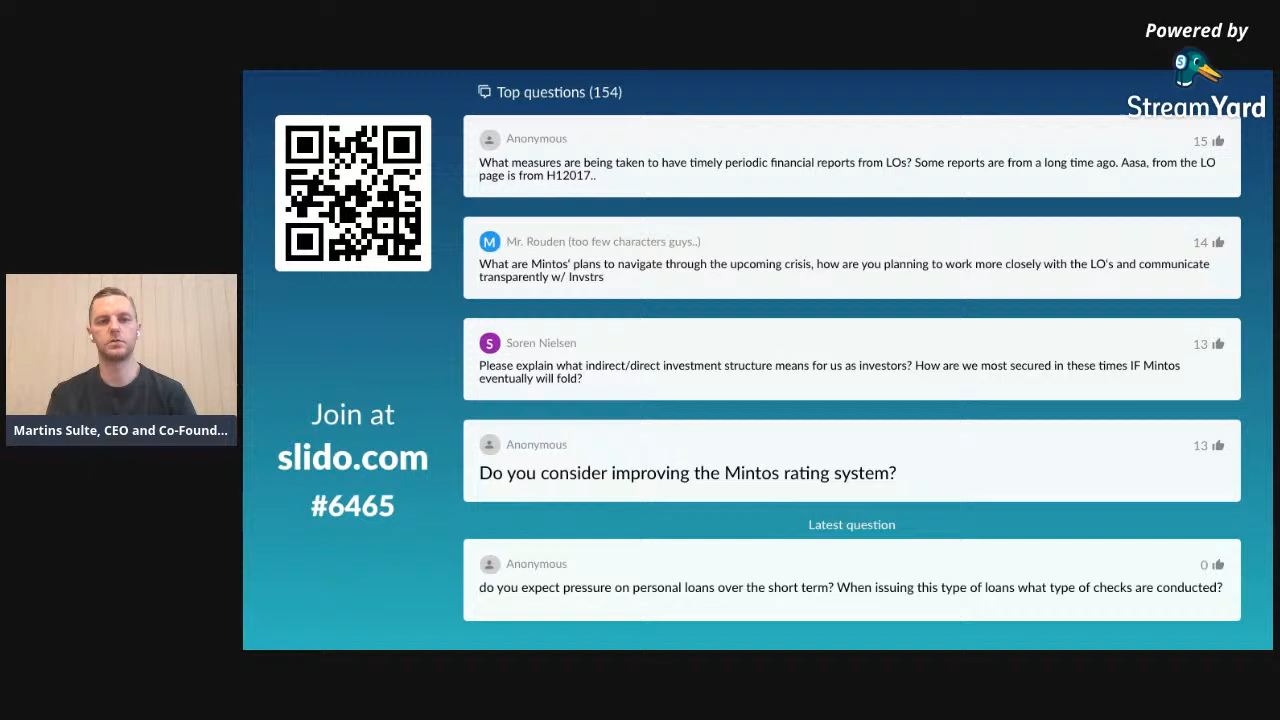 Powered by
StreamYard
Top questions (154)
Anonymous
15
What measures are being taken to have timely periodic financial reports from LOs? Some reports are from a long time ago. Aasa, from the LO
page is from H12017..
M
Mr. Rouden (too few characters guys..)
14
What are Mintos' plans to navigate through the upcoming crisis, how are you planning to work more closely with the LO's and communicate
transparently w/ Invstrs
S
Soren Nielsen
13
Please explain what indirect/direct investment structure means for us as investors? How are we most secured in these times IF Mintos
eventually will fold?
Anonymous
13
Do you consider improving the Mintos rating system?
Latest question
Anonymous
0
do you expect pressure on personal loans over the short term? When issuing this type of loans what type of checks are conducted?
Join at
slido.com
#6465
Martins Sulte, CEO and Co-Found...